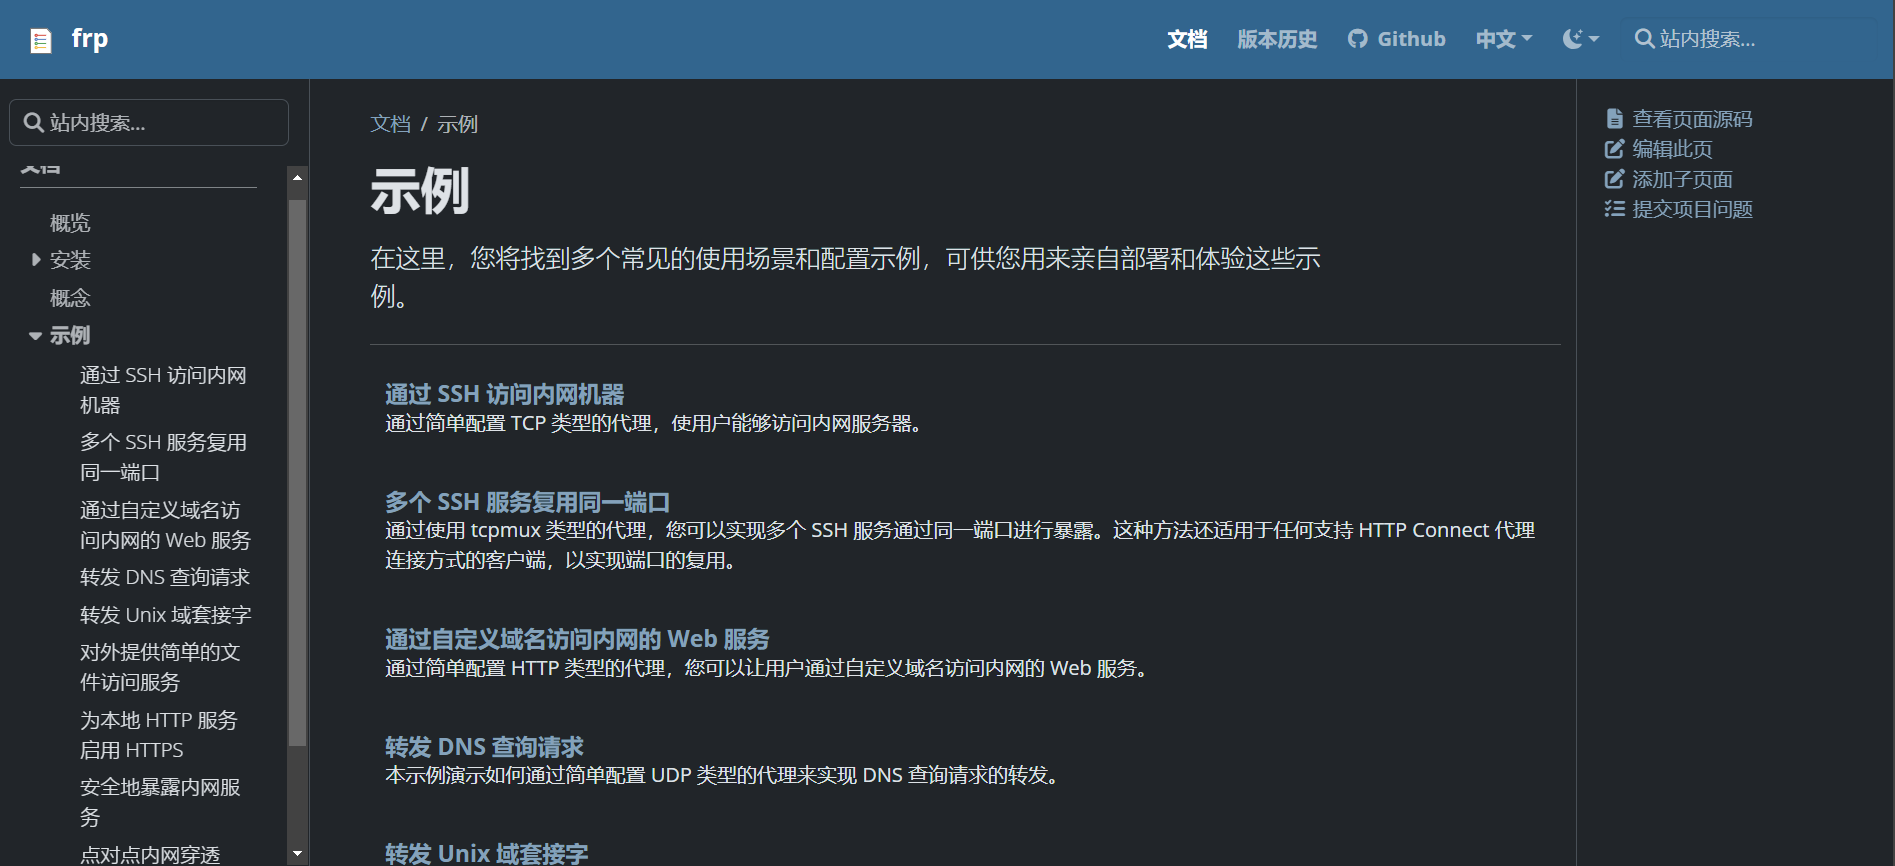 frp
文档
版本历史
Github
中文
站内搜索...
站内搜索...
文档
概览
安装
概念
示例
通过 SSH 访问内网
机器
多个 SSH 服务复用
同一端口
通过自定义域名访
问内网的 Web 服务
转发 DNS 查询请求
转发 Unix 域套接字
对外提供简单的文
件访问服务
为本地 HTTP 服务
启用 HTTPS
安全地暴露内网服
务
点对点内网穿透
文档 / 示例
示例
在这里，您将找到多个常见的使用场景和配置示例，可供您用来亲自部署和体验这些示
例。
通过 SSH 访问内网机器
通过简单配置 TCP 类型的代理，使用户能够访问内网服务器。
多个 SSH 服务复用同一端口
通过使用 tcpmux 类型的代理，您可以实现多个 SSH 服务通过同一端口进行暴露。这种方法还适用于任何支持 HTTP Connect 代理
连接方式的客户端，以实现端口的复用。
通过自定义域名访问内网的 Web 服务
通过简单配置 HTTP 类型的代理，您可以让用户通过自定义域名访问内网的 Web 服务。
转发 DNS 查询请求
本示例演示如何通过简单配置 UDP 类型的代理来实现 DNS 查询请求的转发。
转发 Unix 域套接字
查看页面源码
编辑此页
添加子页面
提交项目问题